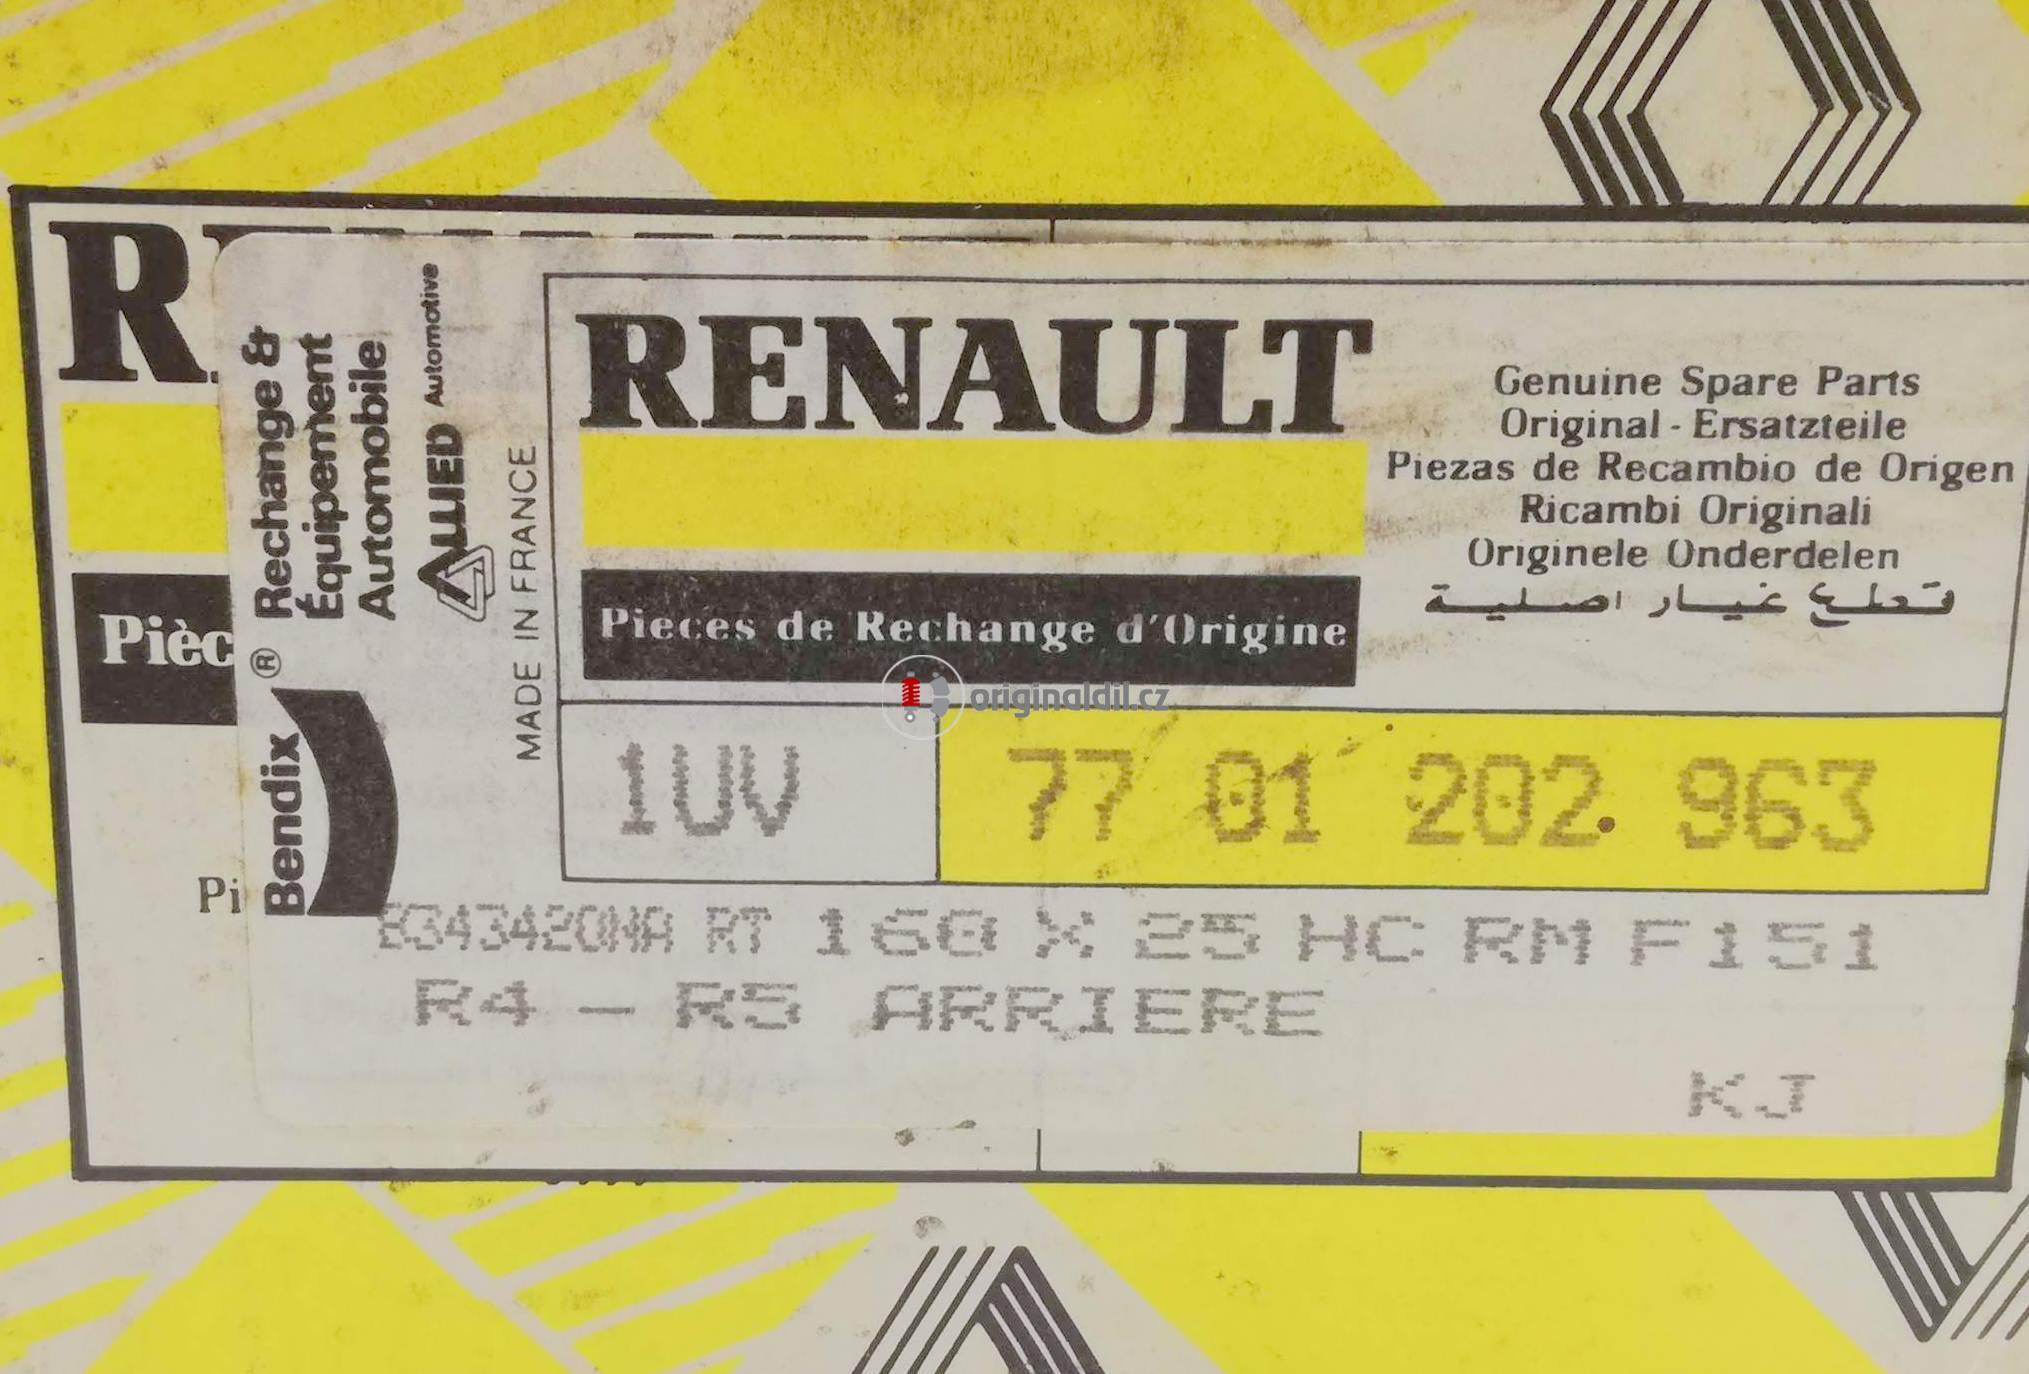 R
Pièc
Pi
Rechange &
Équipement
Automobile
ALLIED Automotive
Bendix ®
MADE IN FRANCE
RENAULT
Pieces de Rechange d'Origine
Genuine Spare Parts
Original - Ersatzteile
Piezas de Recambio de Origen
Ricambi Originali
Originele Onderdelen
قطع غيار اصلية
originaldil.cz
1UV
77 01 202 963
RT 160 X 25 HC RM F151
R4 - R5 ARRIERE
KJ